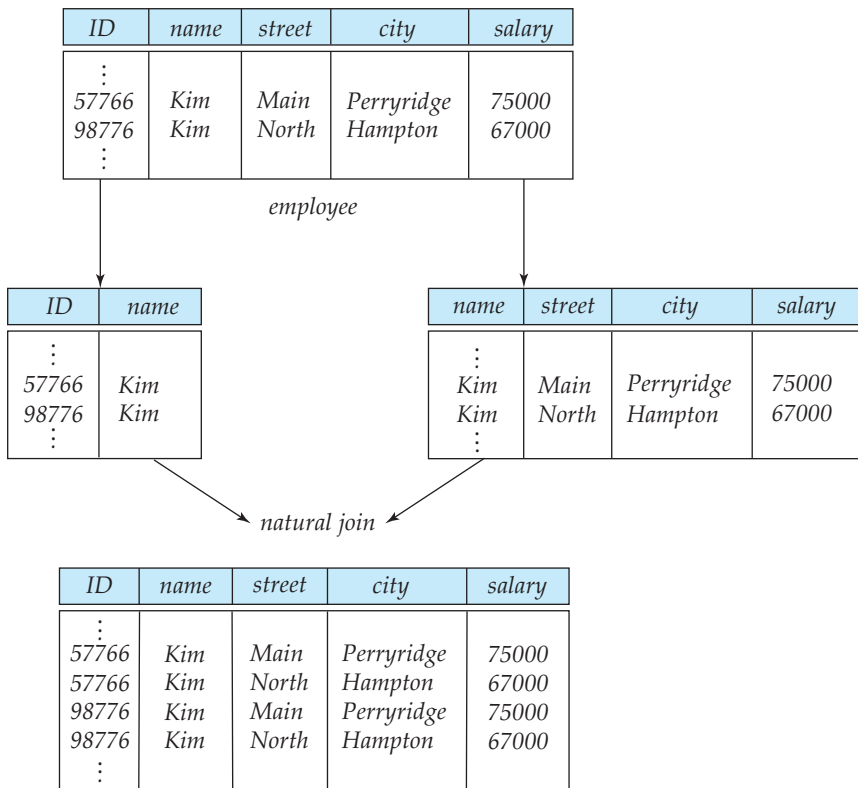 ID name street city salary
⋮
57766 Kim Main Perryridge 75000
98776 Kim North Hampton 67000
⋮
employee
ID name
⋮
57766 Kim
98776 Kim
⋮
name street city salary
⋮
Kim Main Perryridge 75000
Kim North Hampton 67000
⋮
natural join
ID name street city salary
⋮
57766 Kim Main Perryridge 75000
57766 Kim North Hampton 67000
98776 Kim Main Perryridge 75000
98776 Kim North Hampton 67000
⋮